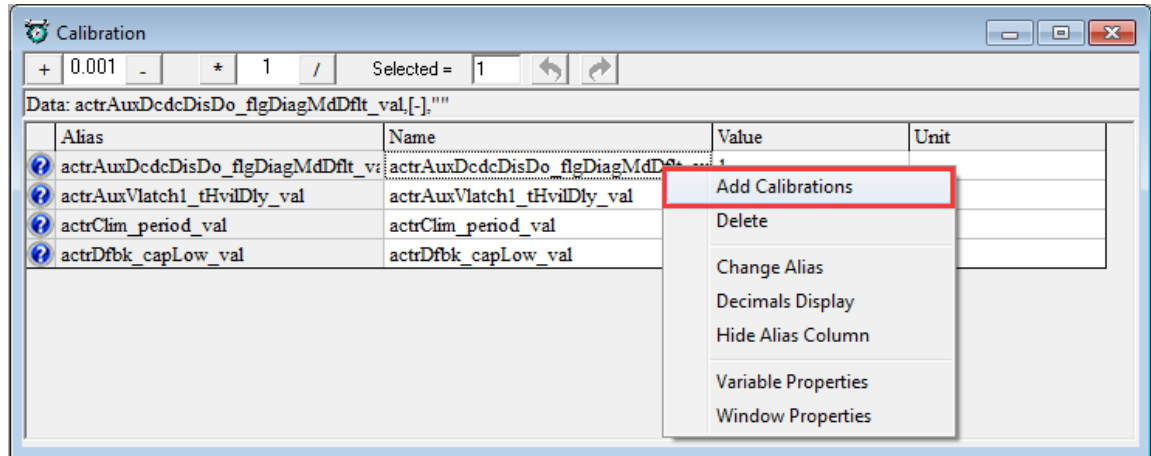 Calibration
+ 0.001 - * 1 / Selected = 1
Data: actrAuxDcdcDisDo_flgDiagMdDflt_val,[-],""
Alias Name Value Unit
actrAuxDcdcDisDo_flgDiagMdDflt_va actrAuxDcdcDisDo_flgDiagMdDflt 1
actrAuxVlatch1_tHvilDly_val actrAuxVlatch1_tHvilDly_val
actrClim_period_val actrClim_period_val
actrDfbk_capLow_val actrDfbk_capLow_val
Add Calibrations
Delete
Change Alias
Decimals Display
Hide Alias Column
Variable Properties
Window Properties